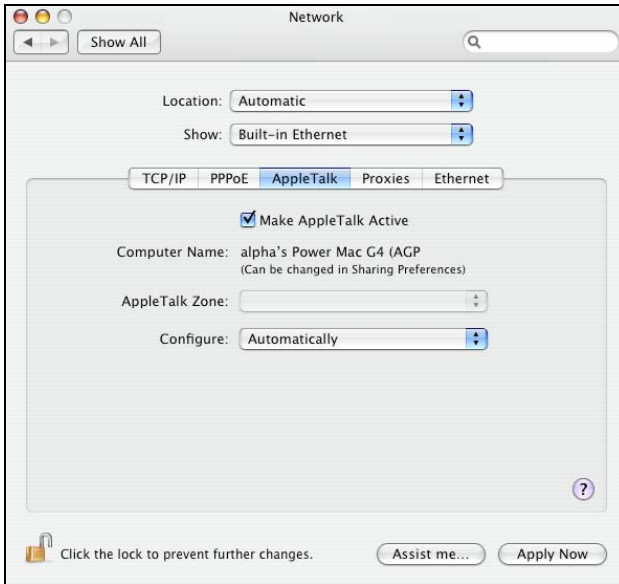 Network
Show All
Location: Automatic
Show: Built-in Ethernet
TCP/IP PPPoE AppleTalk Proxies Ethernet
Make AppleTalk Active
Computer Name: alpha's Power Mac G4 (AGP
(Can be changed in Sharing Preferences)
AppleTalk Zone:
Configure: Automatically
?
Click the lock to prevent further changes. Assist me... Apply Now